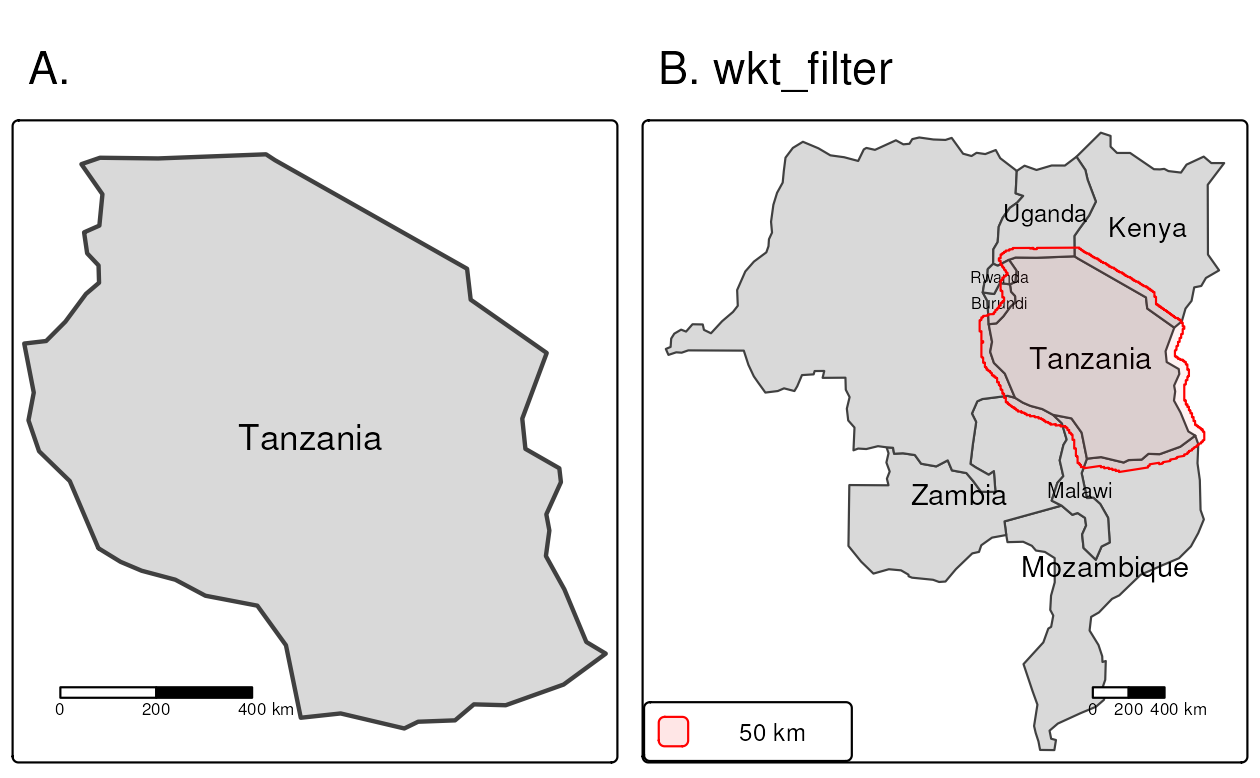 A.
Tanzania
0 200 400 km
B. wkt_filter
Uganda
Kenya
Rwanda
Burundi
Tanzania
Zambia
Malawi
Mozambique
0 200 400 km
50 km